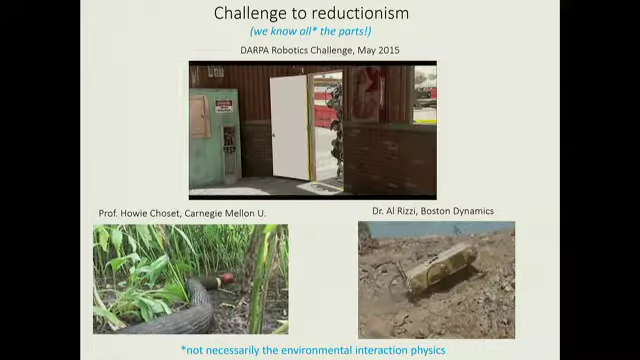 Challenge to reductionism
(we know all* the parts!)
DARPA Robotics Challenge, May 2015
Prof. Howie Choset, Carnegie Mellon U.
Dr. Al Rizzi, Boston Dynamics
*not necessarily the environmental interaction physics